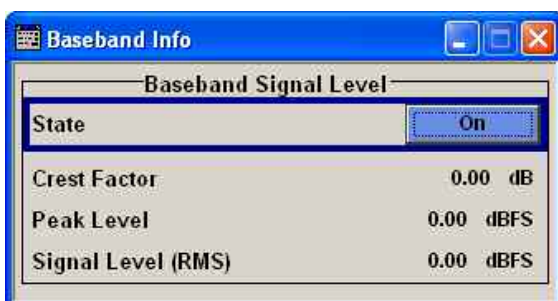 Baseband Info
Baseband Signal Level
State On
Crest Factor 0.00 dB
Peak Level 0.00 dBFS
Signal Level (RMS) 0.00 dBFS